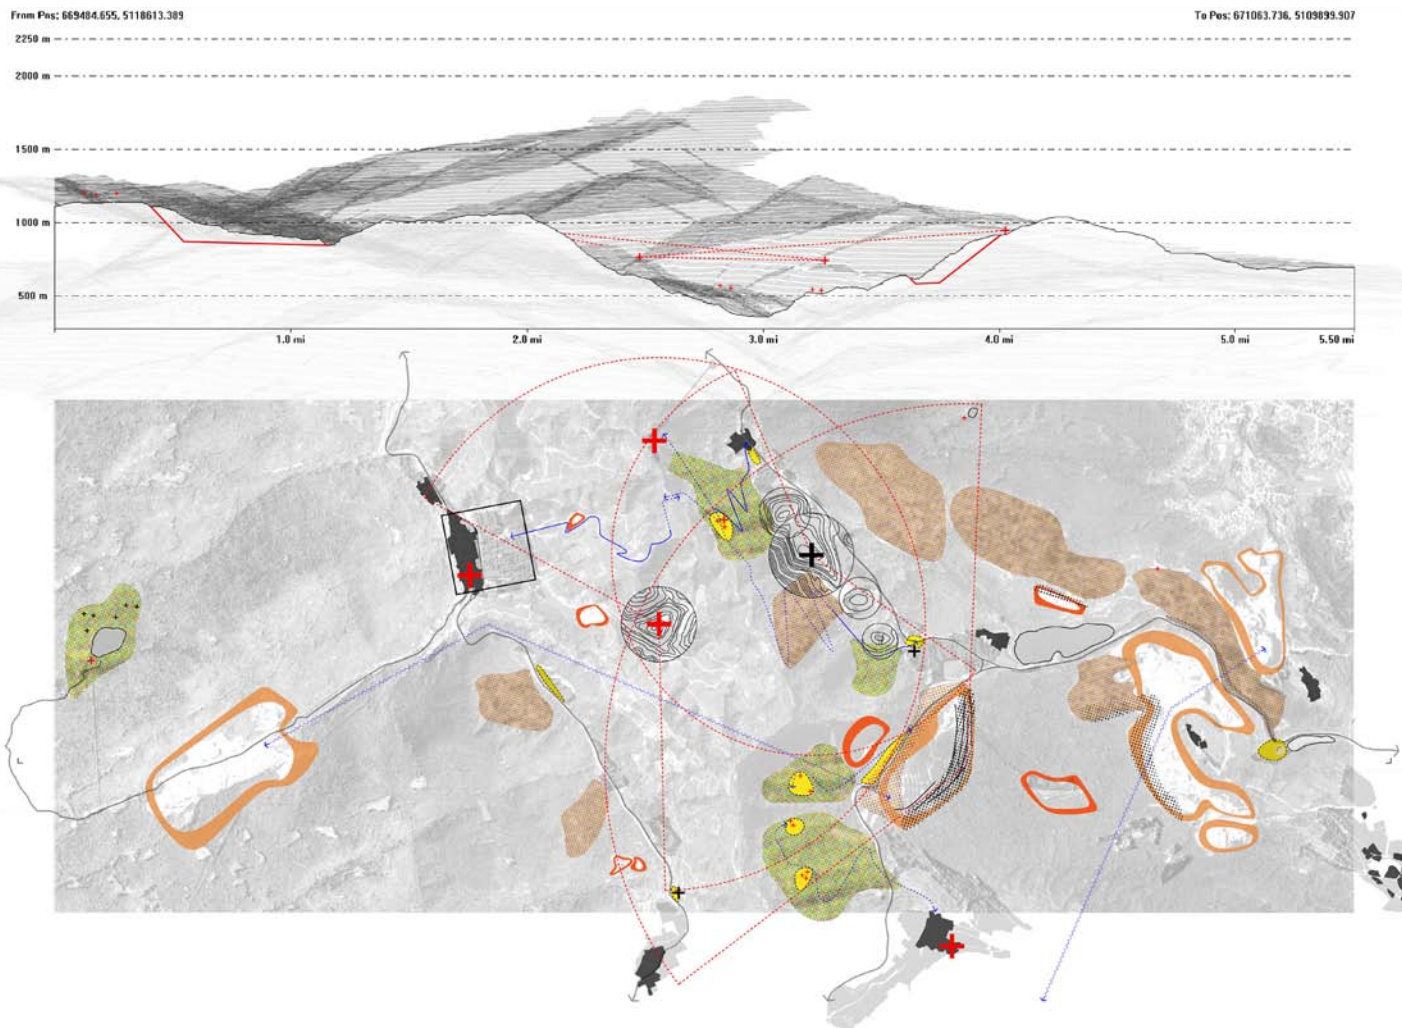 From Pos: 669484.655, 5118613.389
To Pos: 671063.736, 5109899.907
2250 m
2000 m
1500 m
1000 m
500 m
1.0 mi
2.0 mi
3.0 mi
4.0 mi
5.0 mi
5.50 mi